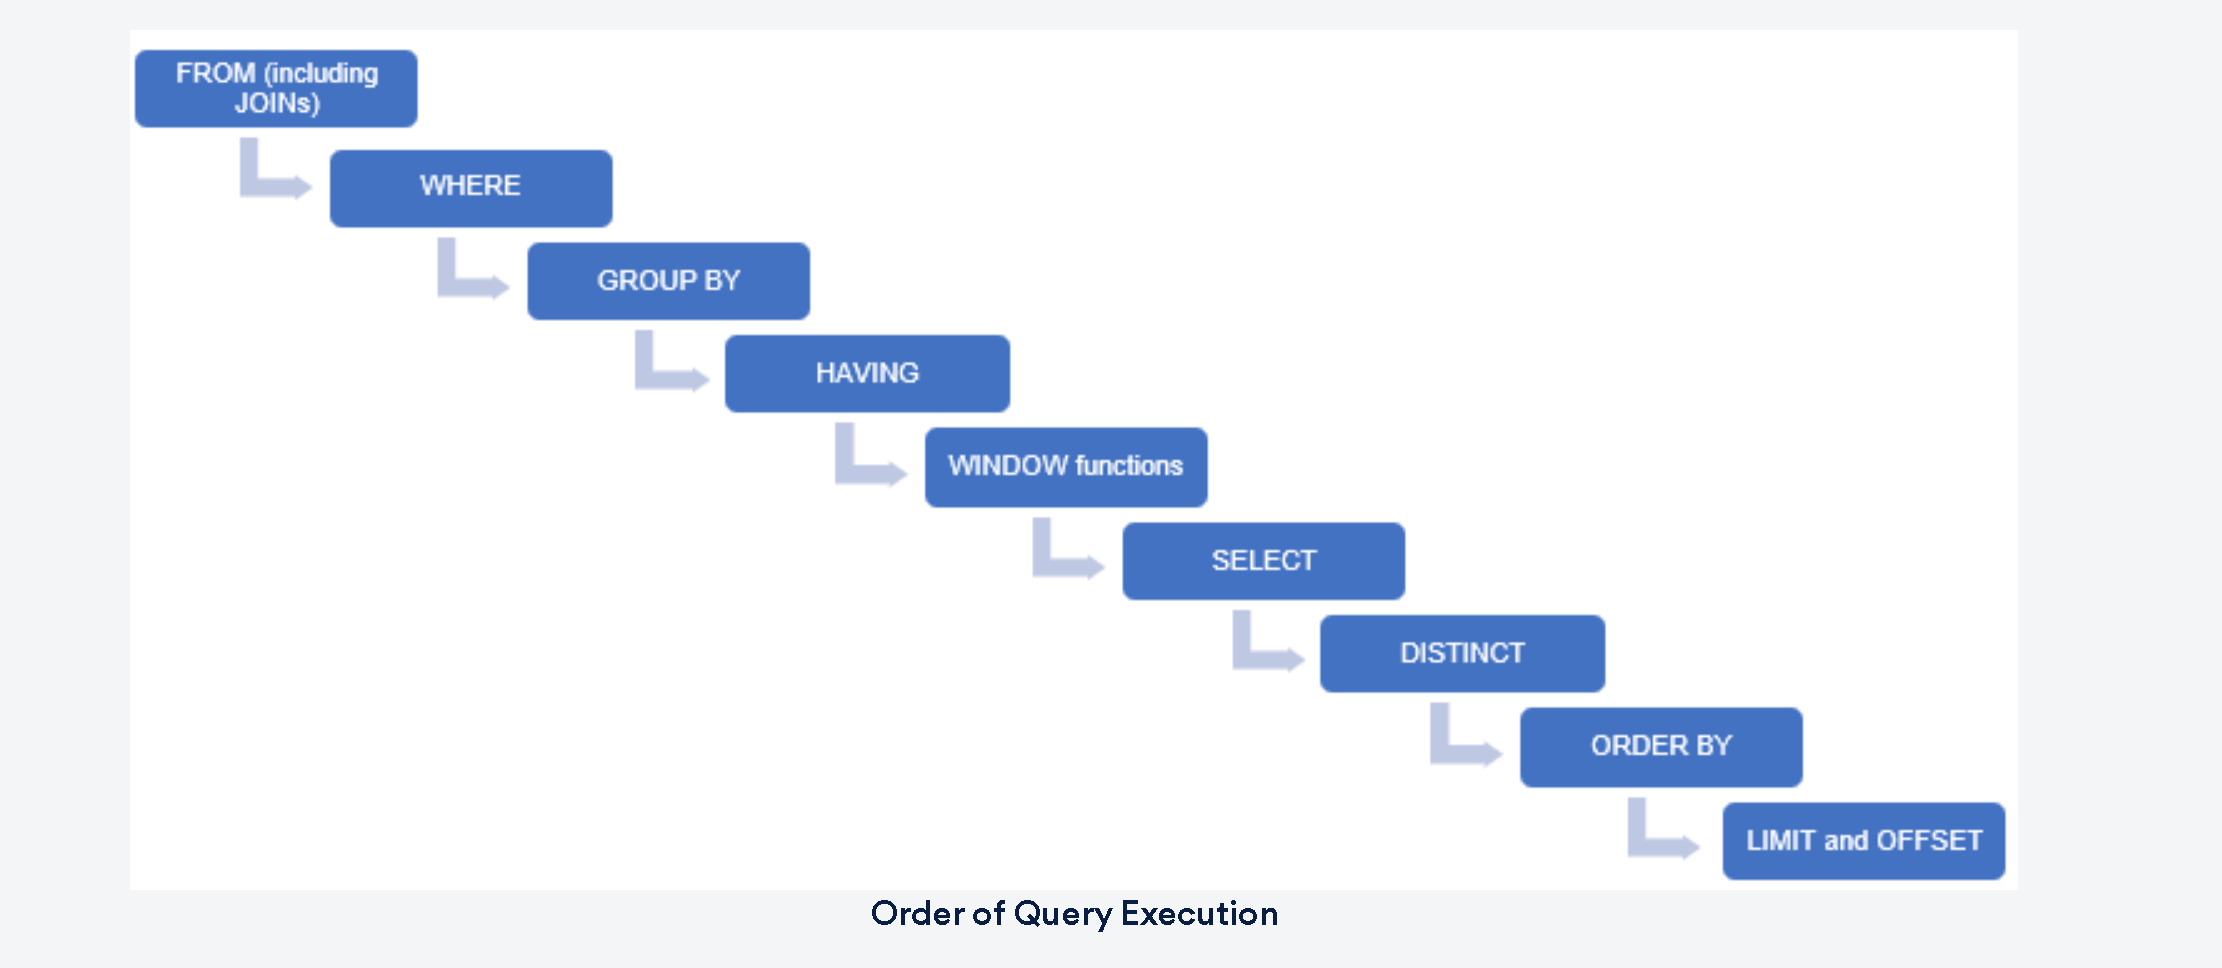 FROM (including
JOINs)
WHERE
GROUP BY
HAVING
WINDOW functions
SELECT
DISTINCT
ORDER BY
LIMIT and OFFSET
Order of Query Execution